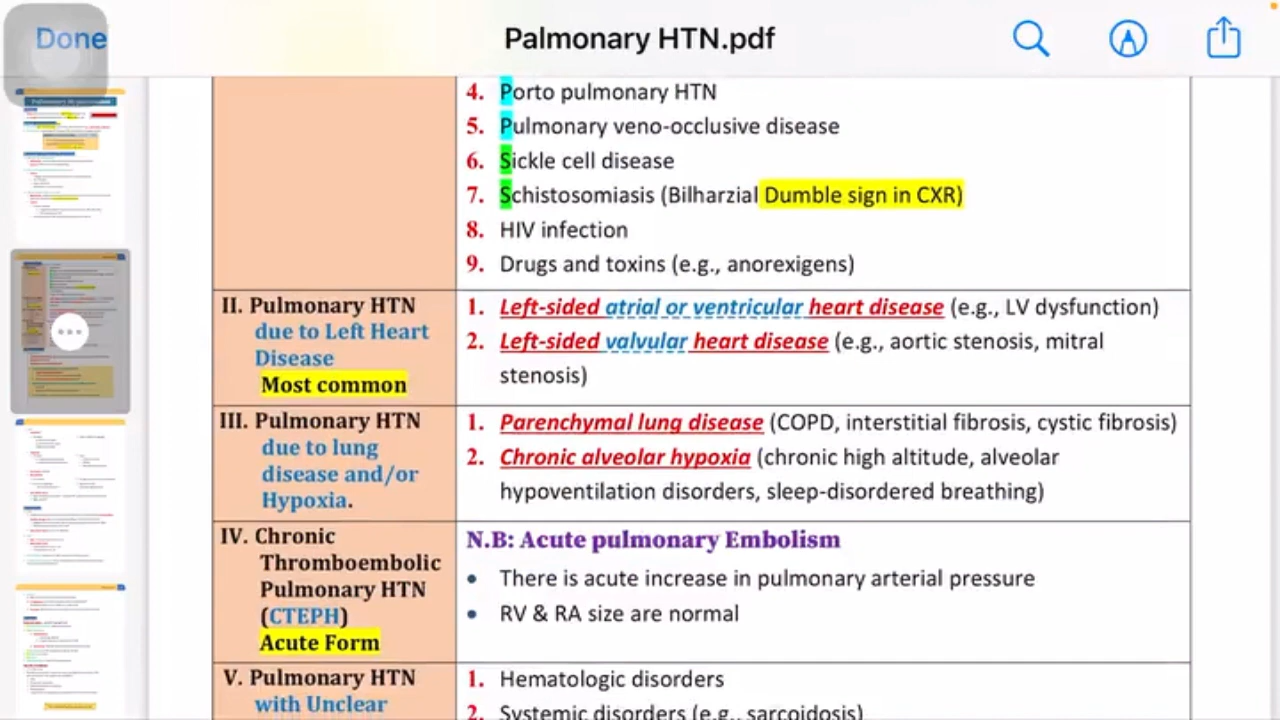 Done
Palmonary HTN.pdf
4. Porto pulmonary HTN
5. Pulmonary veno-occlusive disease
6. Sickle cell disease
7. Schistosomiasis (Bilharzial Dumble sign in CXR)
8. HIV infection
9. Drugs and toxins (e.g., anorexigens)
II. Pulmonary HTN
due to Left Heart
Disease
Most common
1. Left-sided atrial or ventricular heart disease (e.g., LV dysfunction)
2. Left-sided valvular heart disease (e.g., aortic stenosis, mitral
stenosis)
III. Pulmonary HTN
due to lung
disease and/or
Hypoxia.
1. Parenchymal lung disease (COPD, interstitial fibrosis, cystic fibrosis)
2. Chronic alveolar hypoxia (chronic high altitude, alveolar
hypoventilation disorders, sleep-disordered breathing)
IV. Chronic
Thromboembolic
Pulmonary HTN
(CTEPH)
Acute Form
N.B: Acute pulmonary Embolism
• There is acute increase in pulmonary arterial pressure
• RV & RA size are normal
V. Pulmonary HTN
with Unclear
1. Hematologic disorders
2. Systemic disorders (e.g., sarcoidosis)